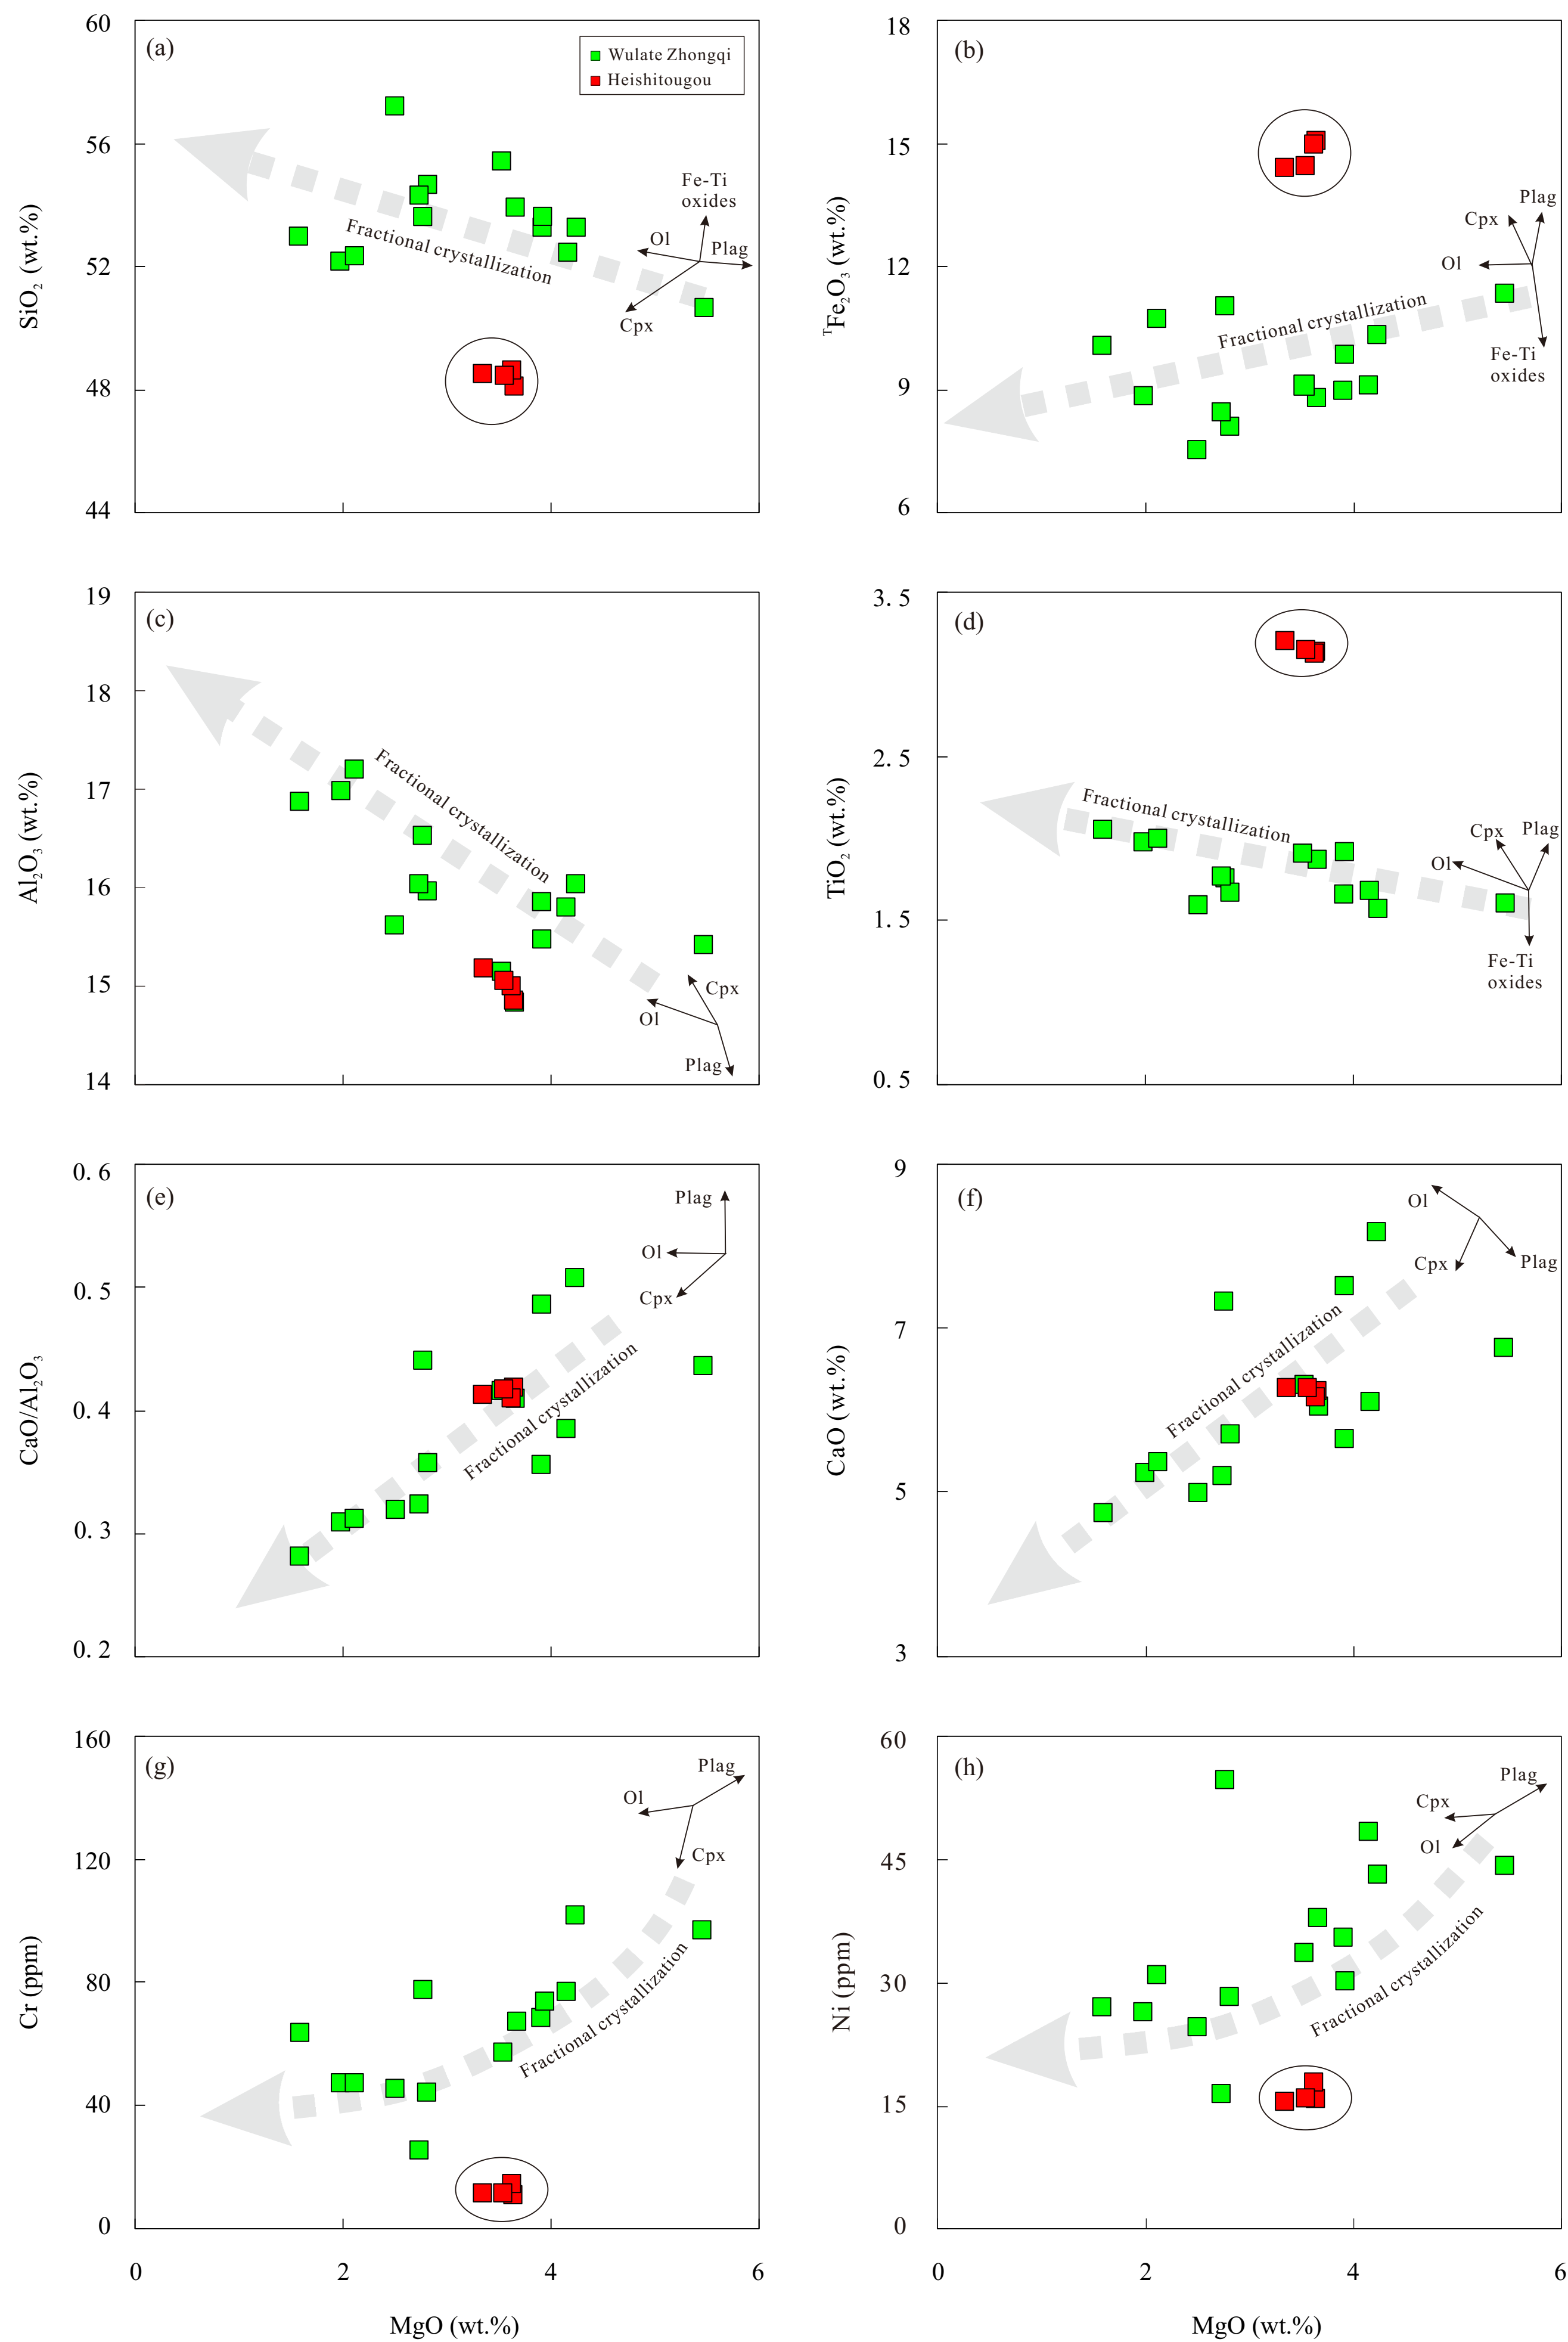 (a)
Wulate Zhongqi
Heishitougou
60
56
52
48
44
SiO2 (wt.%)
Fractional crystallization
Fe-Ti
oxides
Ol
Plag
Cpx
(b)
18
15
12
9
6
TFe2O3 (wt.%)
Fractional crystallization
Plag
Cpx
Ol
Fe-Ti
oxides
(c)
19
18
17
16
15
14
Al2O3 (wt.%)
Fractional crystallization
Cpx
Ol
Plag
(d)
3.5
2.5
1.5
0.5
TiO2 (wt.%)
Fractional crystallization
Cpx
Plag
Ol
Fe-Ti
oxides
(e)
0.6
0.5
0.4
0.3
0.2
CaO/Al2O3
Fractional crystallization
Plag
Ol
Cpx
(f)
9
7
5
3
CaO (wt.%)
Fractional crystallization
Ol
Cpx
Plag
(g)
160
120
80
40
0
Cr (ppm)
Fractional crystallization
Plag
Ol
Cpx
0
2
4
6
MgO (wt.%)
(h)
60
45
30
15
0
Ni (ppm)
Fractional crystallization
Plag
Cpx
Ol
0
2
4
6
MgO (wt.%)